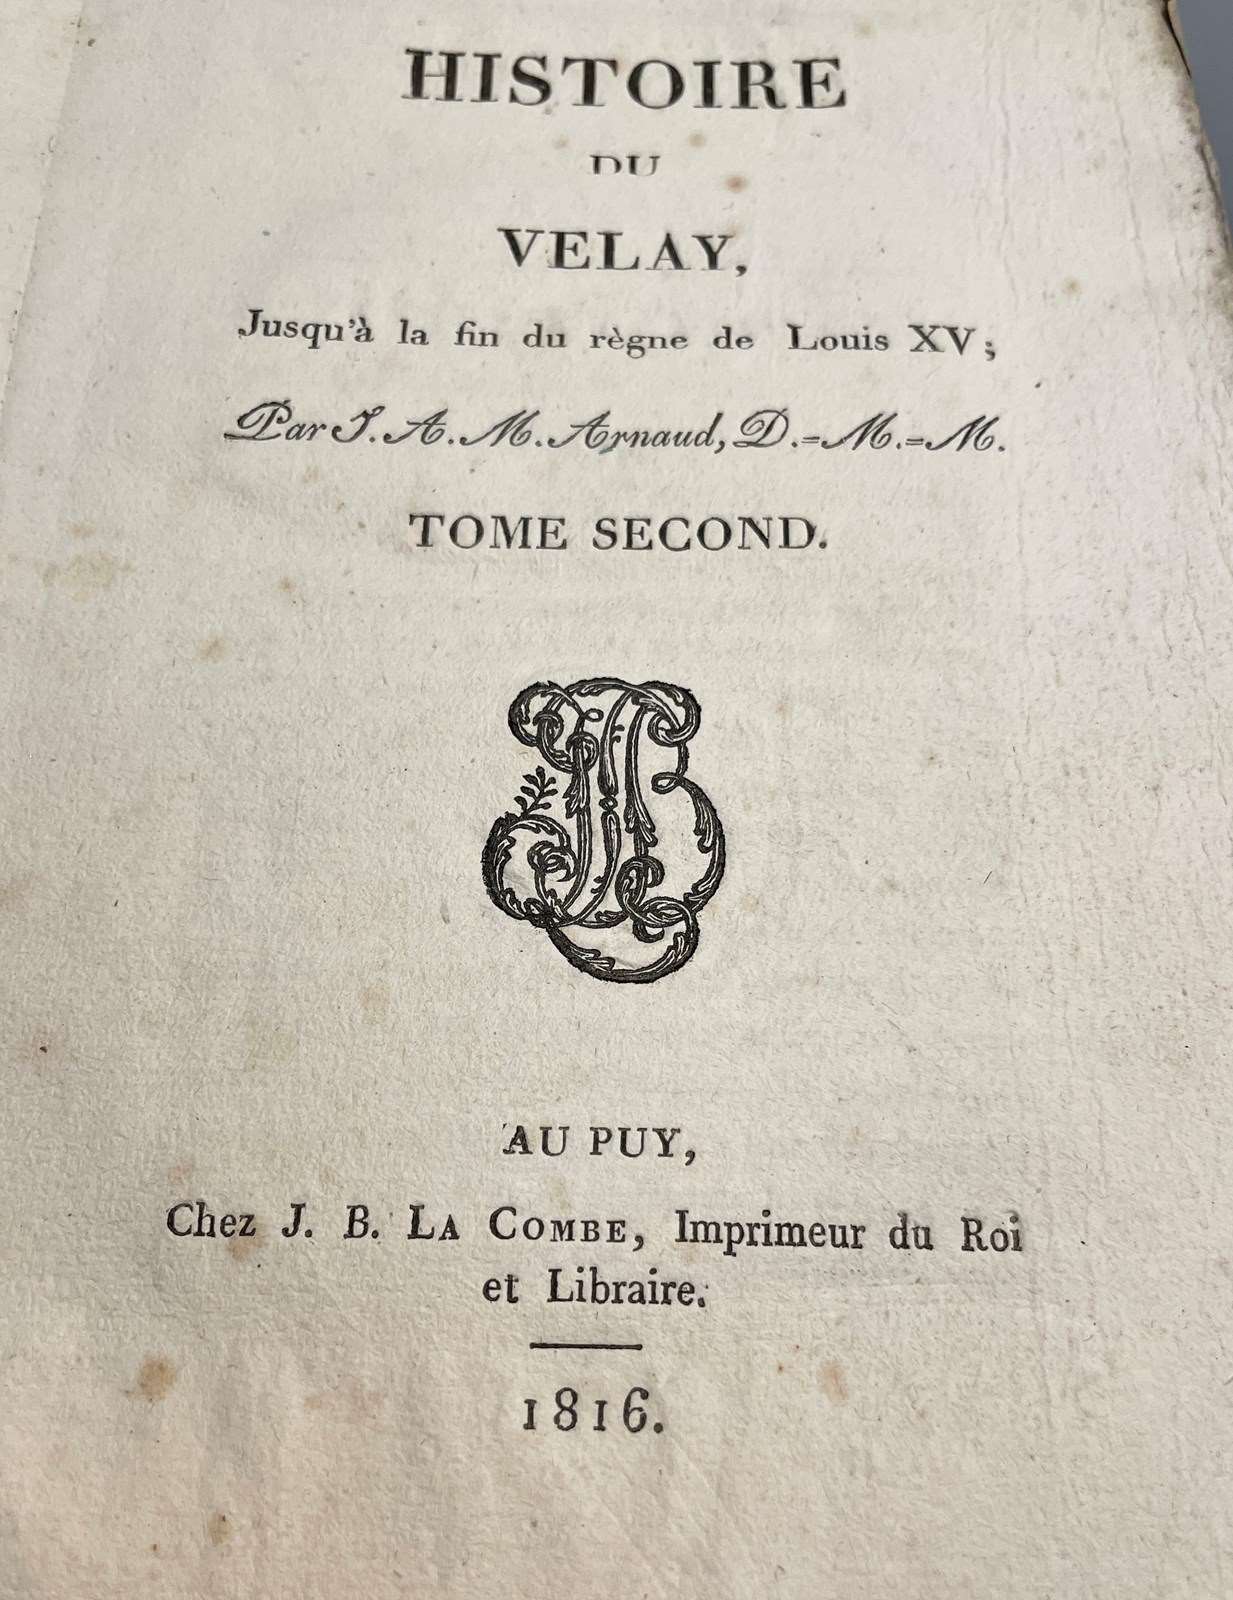 HISTOIRE
DU
VELAY,
Jusqu'à la fin du règne de Louis XV;
Par J. A. M. Arnaud, D.=M.=M.
TOME SECOND.
AU PUY,
Chez J. B. LA COMBE, Imprimeur du Roi
et Libraire.
1816.